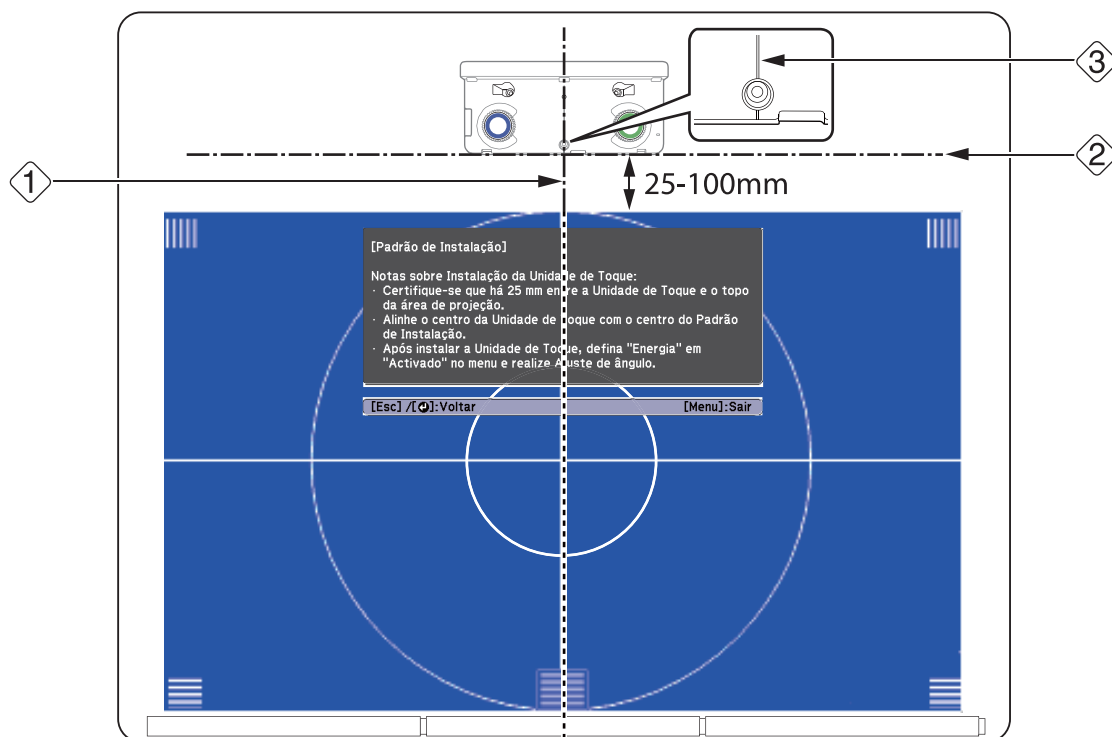 3
2
1
25-100mm
[Padrão de Instalação]
Notas sobre Instalação da Unidade de Toque:
· Certifique-se que há 25 mm entre a Unidade de Toque e o topo
da área de projeção.
· Alinhe o centro da Unidade de Toque com o centro do Padrão
de Instalação.
· Após instalar a Unidade de Toque, defina "Energia" em
"Activado" no menu e realize Ajuste de ângulo.
[Esc] /[⏎]:Voltar [Menu]:Sair